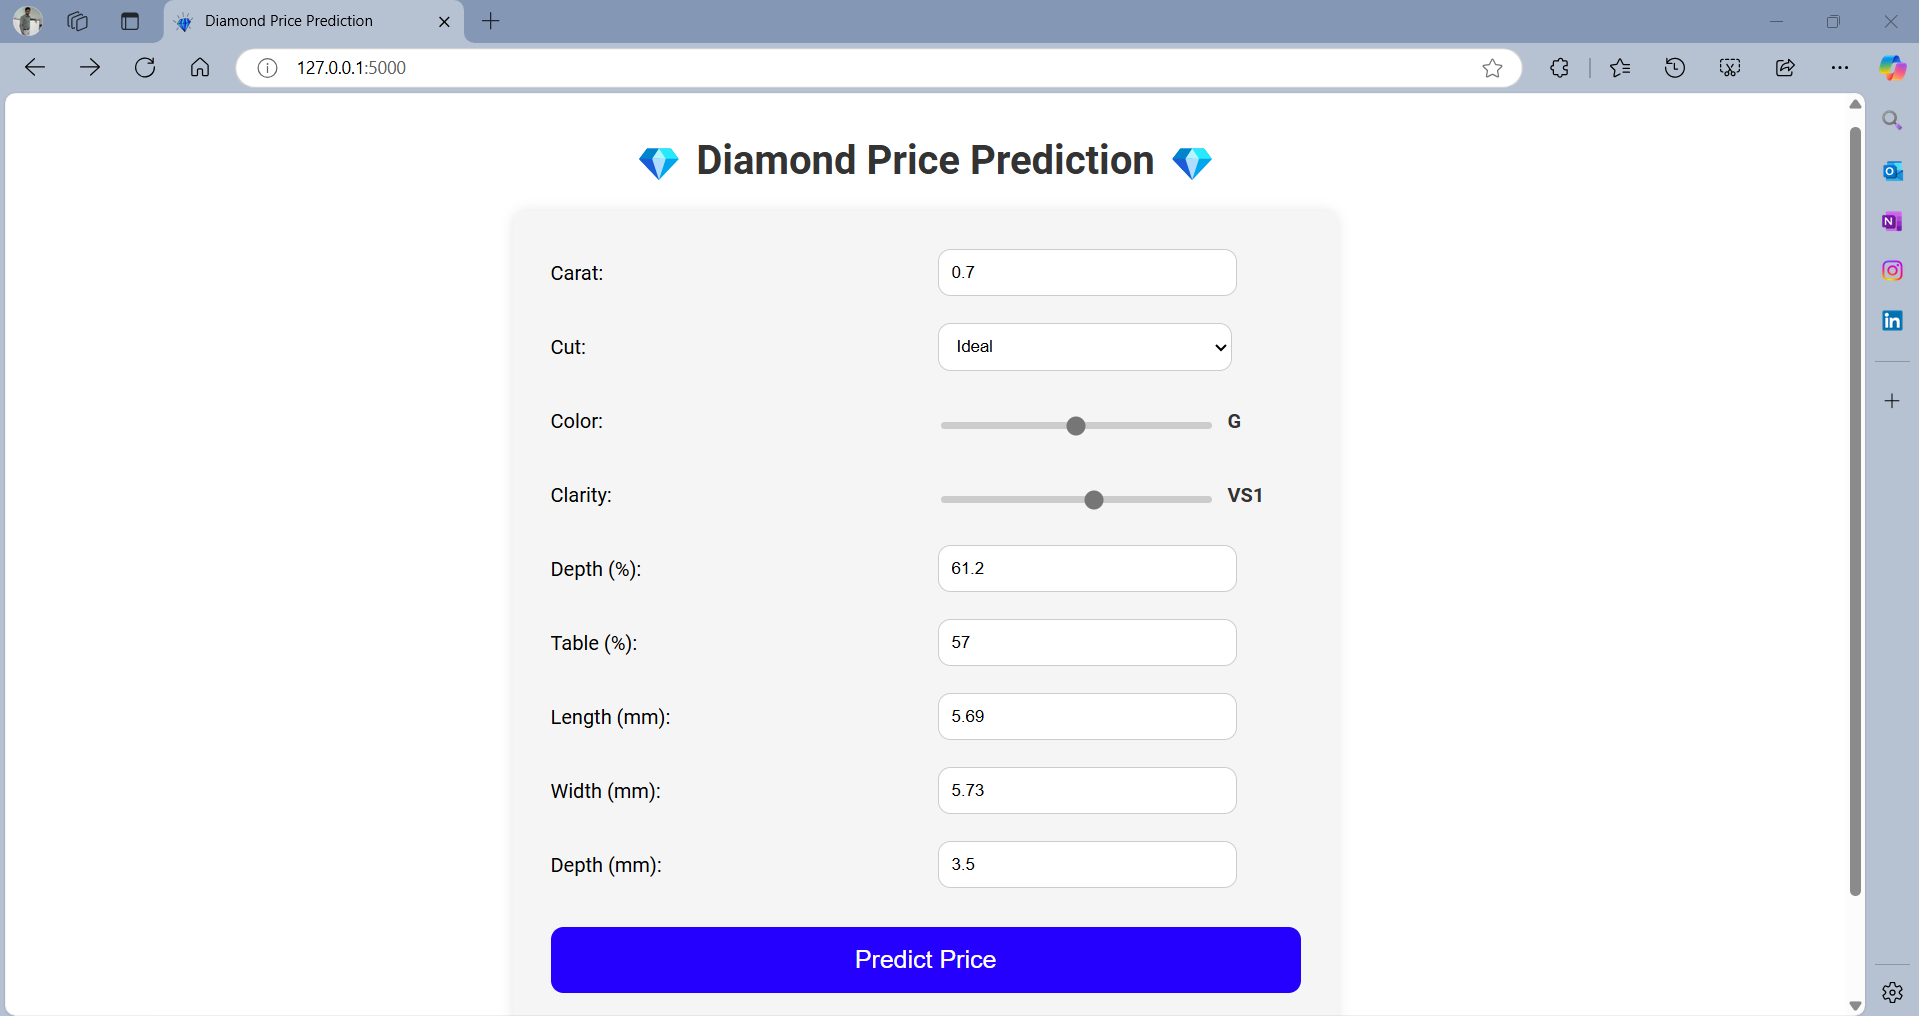 Diamond Price Prediction
127.0.0.1:5000
Diamond Price Prediction
Carat: 0.7
Cut: Ideal
Color: G
Clarity: VS1
Depth (%): 61.2
Table (%): 57
Length (mm): 5.69
Width (mm): 5.73
Depth (mm): 3.5
Predict Price